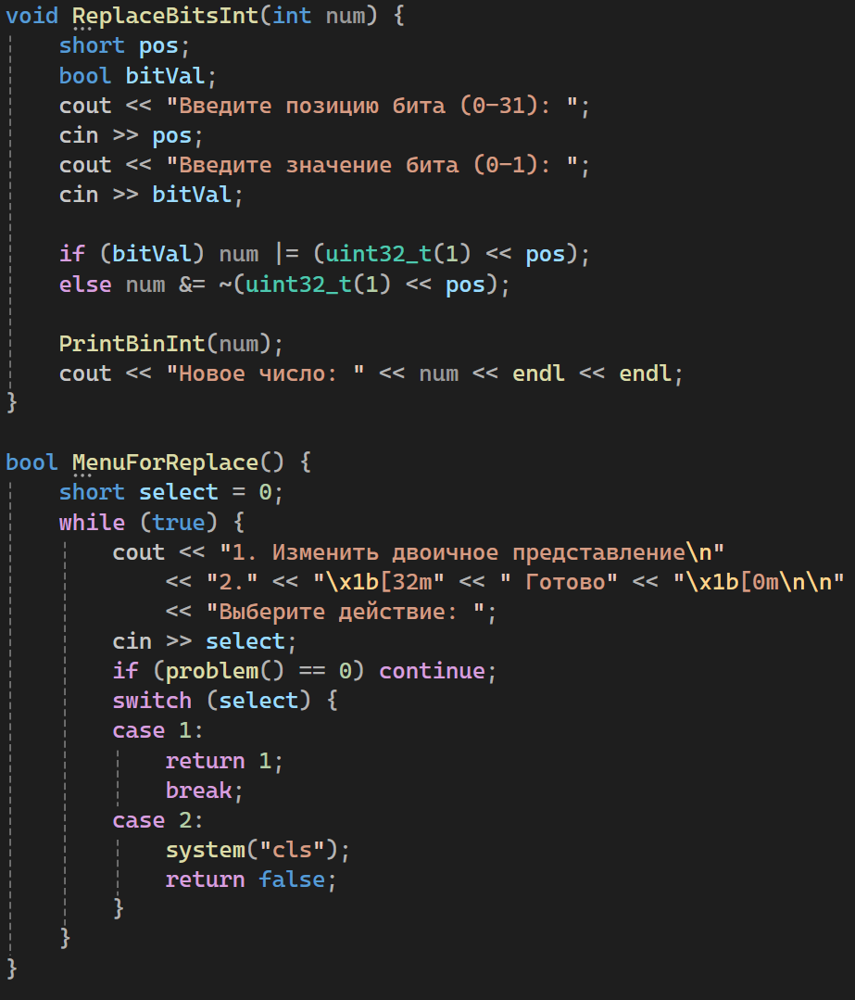 void ReplaceBitsInt(int num) {
    short pos;
    bool bitVal;
    cout << "Введите позицию бита (0-31): ";
    cin >> pos;
    cout << "Введите значение бита (0-1): ";
    cin >> bitVal;

    if (bitVal) num |= (uint32_t(1) << pos);
    else num &= ~(uint32_t(1) << pos);

    PrintBinInt(num);
    cout << "Новое число: " << num << endl << endl;
}

bool MenuForReplace() {
    short select = 0;
    while (true) {
        cout << "1. Изменить двоичное представление\n"
            << "2." << "\x1b[32m" << " Готово" << "\x1b[0m\n\n"
            << "Выберите действие: ";
        cin >> select;
        if (problem() == 0) continue;
        switch (select) {
        case 1:
            return 1;
            break;
        case 2:
            system("cls");
            return false;
        }
    }
}